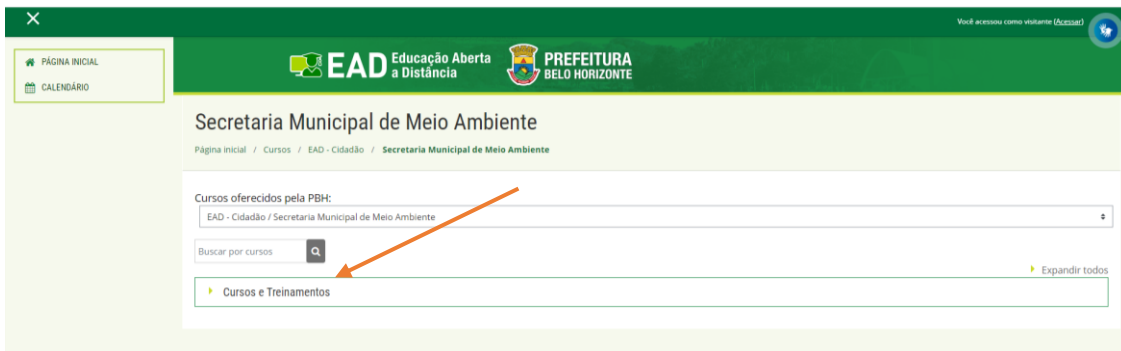 Você acessou como visitante (Acessar)
PÁGINA INICIAL
CALENDÁRIO
EAD Educação Aberta
a Distância
PREFEITURA
BELO HORIZONTE
Secretaria Municipal de Meio Ambiente
Página inicial / Cursos / EAD - Cidadão / Secretaria Municipal de Meio Ambiente
Cursos oferecidos pela PBH:
EAD - Cidadão / Secretaria Municipal de Meio Ambiente
Buscar por cursos
Expandir todos
Cursos e Treinamentos